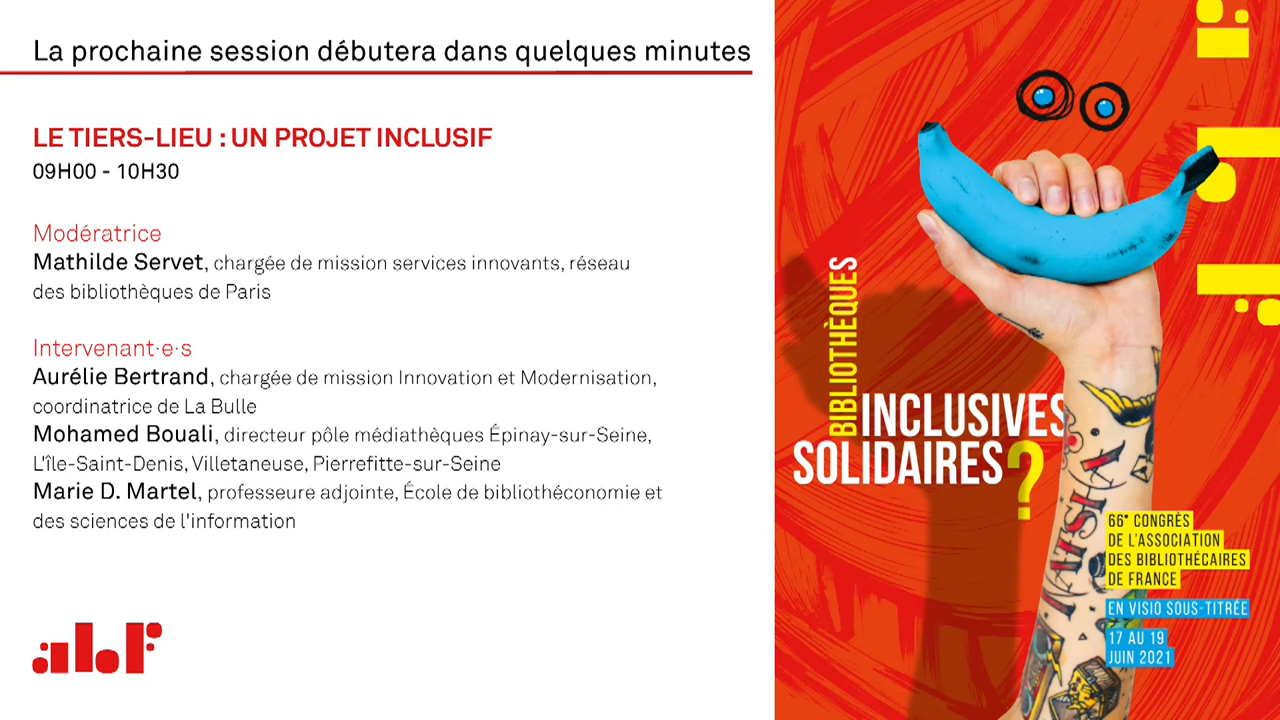 La prochaine session débutera dans quelques minutes
LE TIERS-LIEU : UN PROJET INCLUSIF
09H00 - 10H30
Modératrice
Mathilde Servet, chargée de mission services innovants, réseau
des bibliothèques de Paris
Intervenant·e·s
Aurélie Bertrand, chargée de mission Innovation et Modernisation,
coordinatrice de La Bulle
Mohamed Bouali, directeur pôle médiathèques Épinay-sur-Seine,
L'île-Saint-Denis, Villetaneuse, Pierrefitte-sur-Seine
Marie D. Martel, professeure adjointe, École de bibliothéconomie et
des sciences de l'information
abf
BIBLIOTHÈQUES
INCLUSIVES
SOLIDAIRES ?
66e CONGRÈS
DE L'ASSOCIATION
DES BIBLIOTHÉCAIRES
DE FRANCE
EN VISIO SOUS-TITRÉE
17 AU 19
JUIN 2021